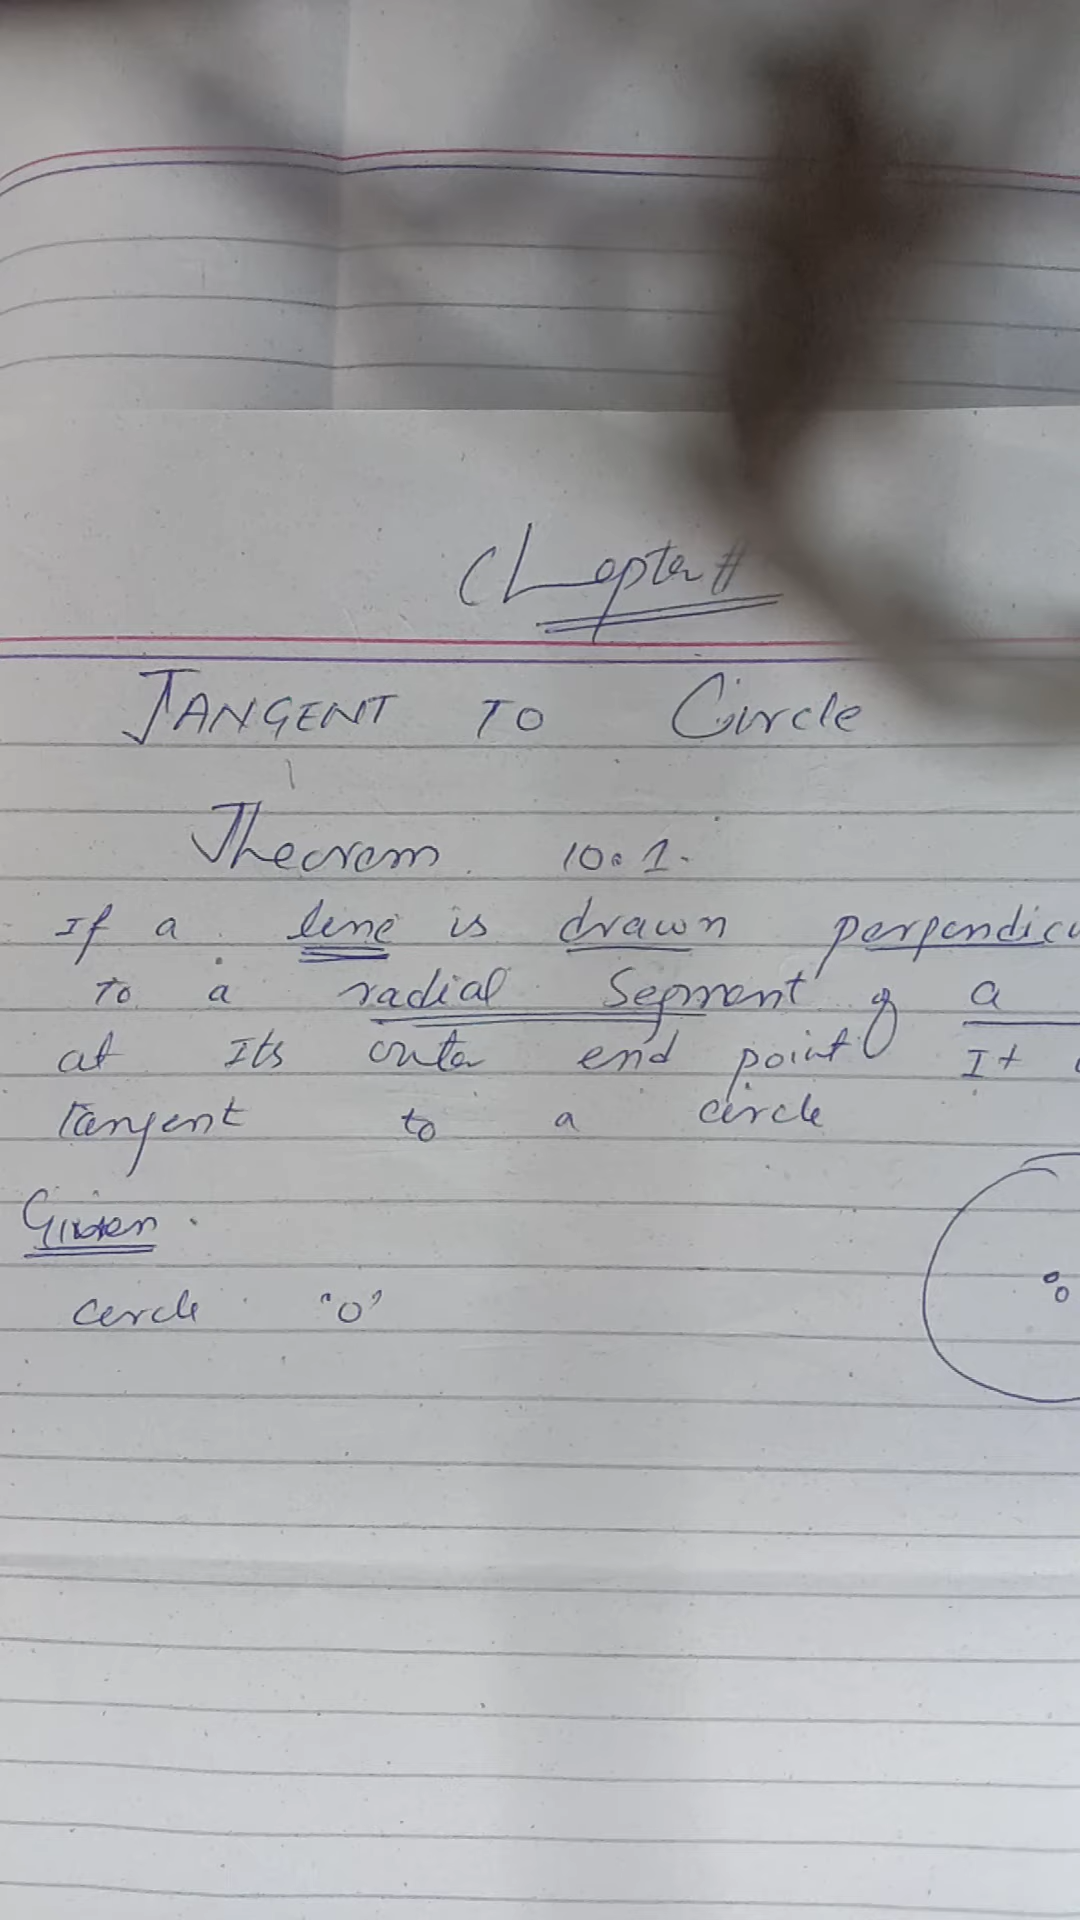 Chapter #
TANGENT TO Circle
Theorem 10.1.
If a line is drawn perpendicu
To a radial Segment of a
at Its outer end point It
Tangent to a circle
Given
circle 'O'
o